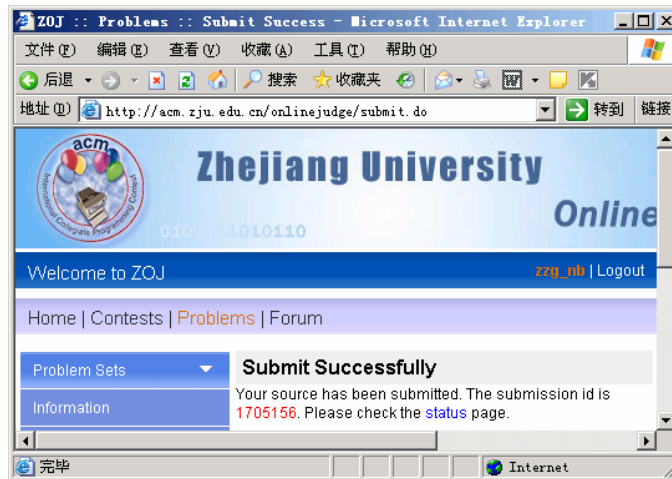 ZOJ :: Problems :: Submit Success - Microsoft Internet Explorer
文件(F) 编辑(E) 查看(V) 收藏(A) 工具(T) 帮助(H)
后退 搜索 收藏夹
地址(D) http://acm.zju.edu.cn/onlinejudge/submit.do 转到 链接
acm
International Collegiate Programming Contest
Zhejiang University
Online
Welcome to ZOJ zzg_nb | Logout
Home | Contests | Problems | Forum
Problem Sets
Information
Submit Successfully
Your source has been submitted. The submission id is
1705156. Please check the status page.
完毕 Internet